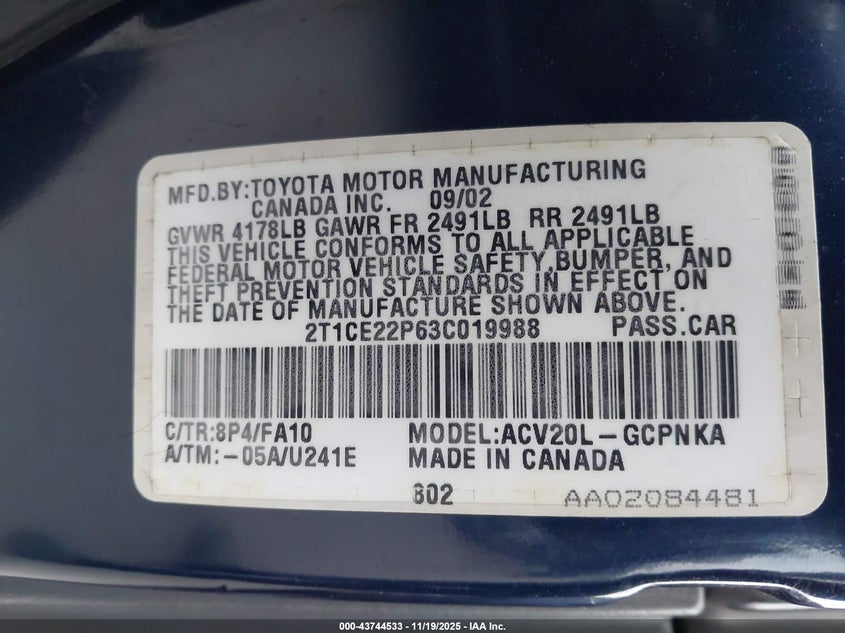 MFD.BY:TOYOTA MOTOR MANUFACTURING
CANADA INC. 09/02
GVWR 4178LB GAWR FR 2491LB RR 2491LB
THIS VEHICLE CONFORMS TO ALL APPLICABLE
FEDERAL MOTOR VEHICLE SAFETY,BUMPER, AND
THEFT PREVENTION STANDARDS IN EFFECT ON
THE DATE OF MANUFACTURE SHOWN ABOVE.
2T1CE22P63C019988 PASS.CAR
C/TR:8P4/FA10 MODEL:ACV20L-GCPNKA
A/TM:-05A/U241E MADE IN CANADA
802 AA02084481
000-43744533 - 11/19/2025 - IAA Inc.